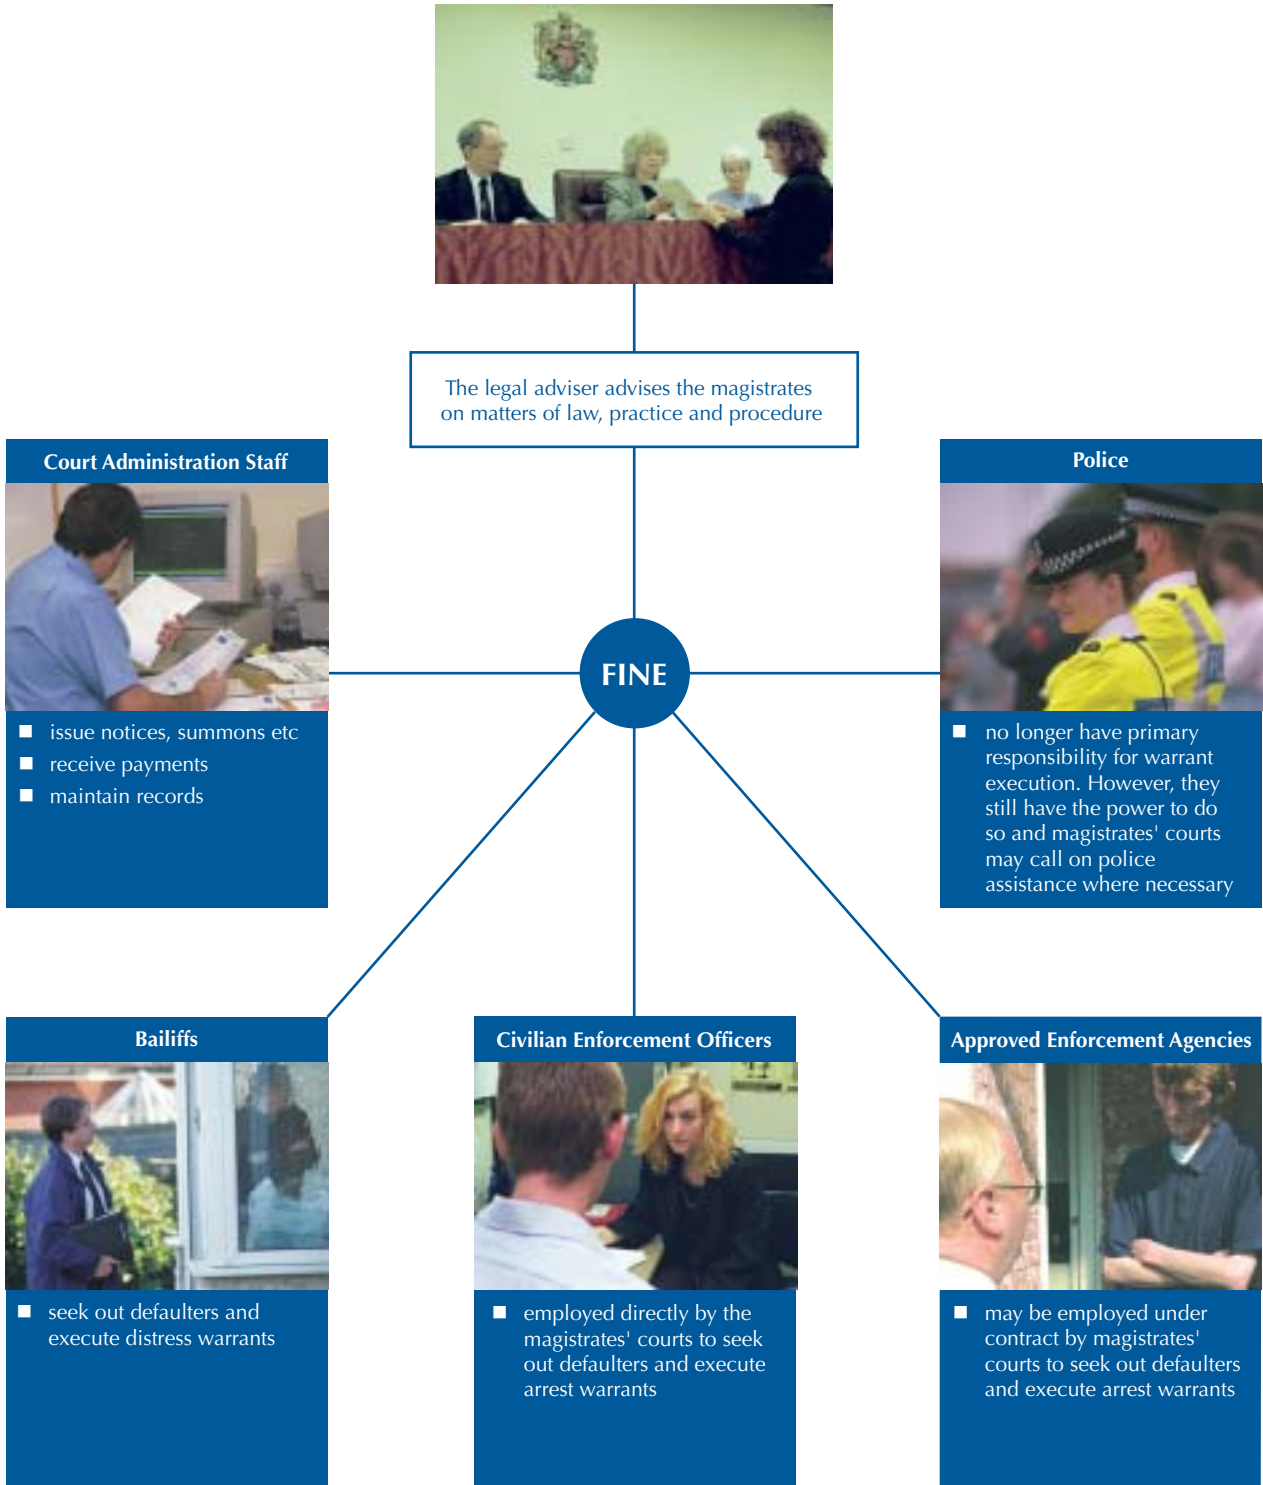 The legal adviser advises the magistrates
on matters of law, practice and procedure
Court Administration Staff
■ issue notices, summons etc
■ receive payments
■ maintain records
Police
■ no longer have primary
responsibility for warrant
execution. However, they
still have the power to do
so and magistrates' courts
may call on police
assistance where necessary
FINE
Bailiffs
■ seek out defaulters and
execute distress warrants
Civilian Enforcement Officers
■ employed directly by the
magistrates' courts to seek
out defaulters and execute
arrest warrants
Approved Enforcement Agencies
■ may be employed under
contract by magistrates'
courts to seek out defaulters
and execute arrest warrants